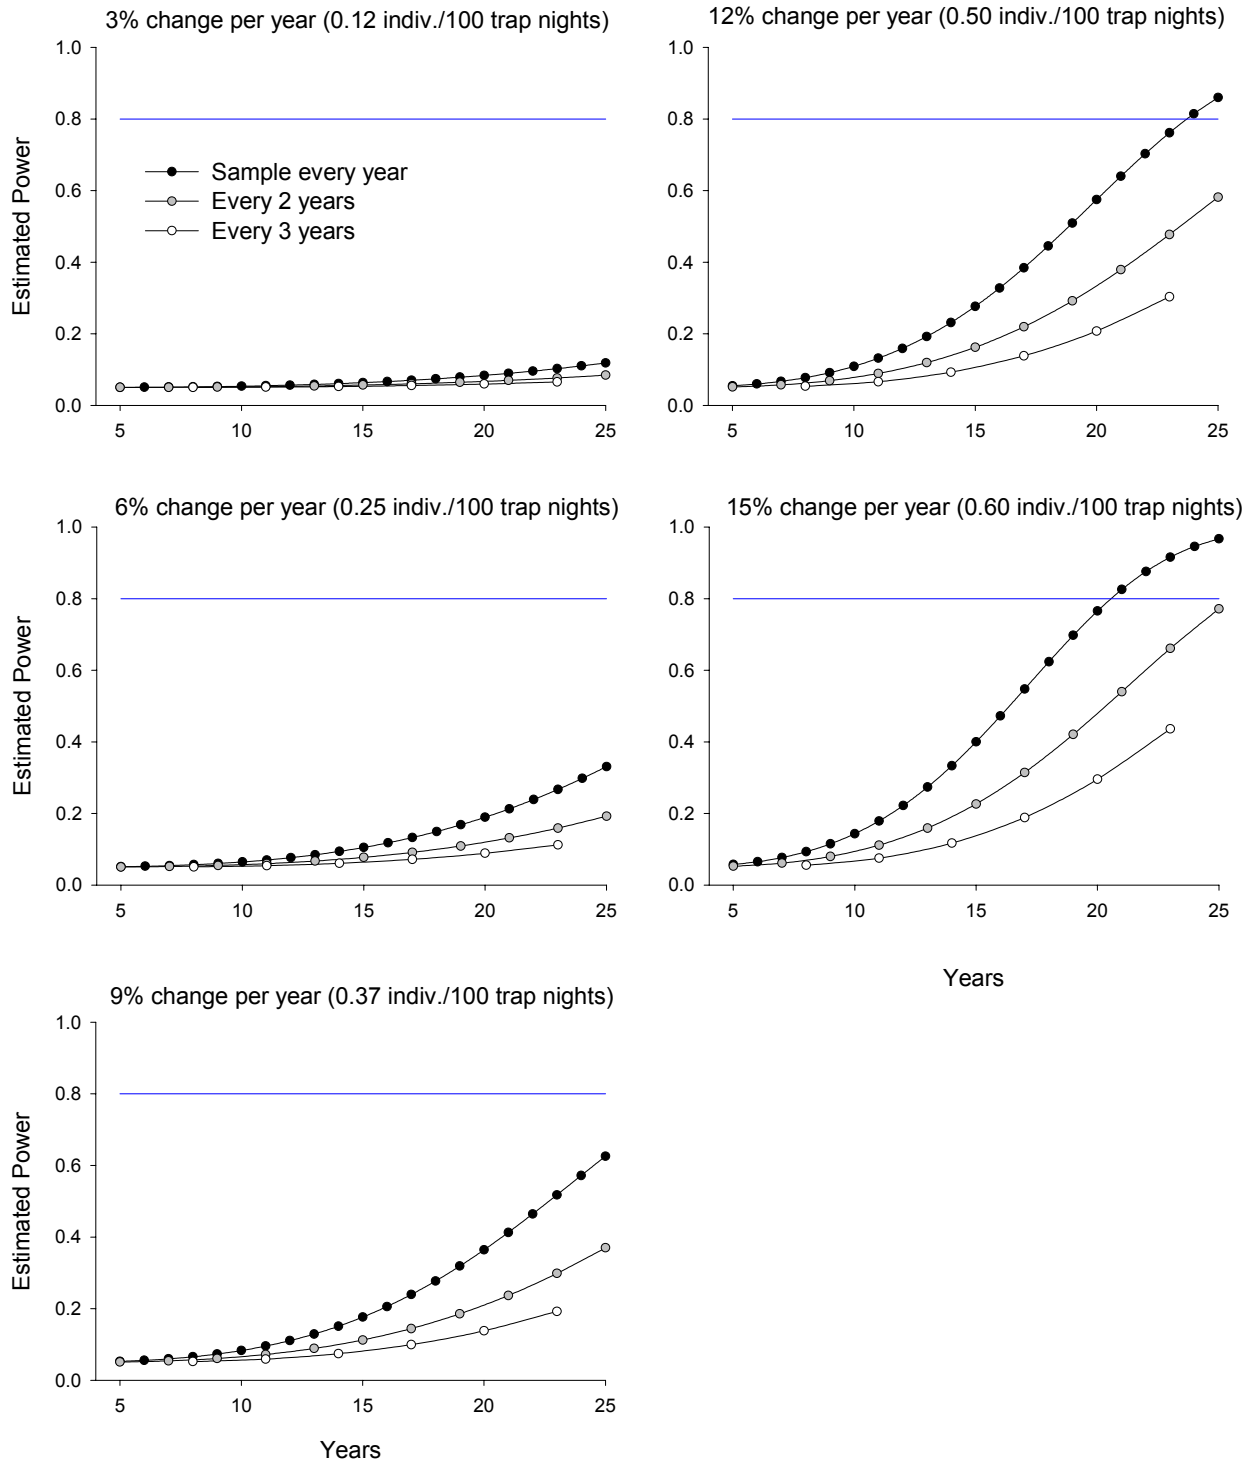 3% change per year (0.12 indiv./100 trap nights)
1.0
0.8
0.6
0.4
0.2
0.0
Estimated Power
Sample every year
Every 2 years
Every 3 years
5 10 15 20 25
12% change per year (0.50 indiv./100 trap nights)
1.0
0.8
0.6
0.4
0.2
0.0
5 10 15 20 25
6% change per year (0.25 indiv./100 trap nights)
1.0
0.8
0.6
0.4
0.2
0.0
Estimated Power
5 10 15 20 25
15% change per year (0.60 indiv./100 trap nights)
1.0
0.8
0.6
0.4
0.2
0.0
5 10 15 20 25
Years
9% change per year (0.37 indiv./100 trap nights)
1.0
0.8
0.6
0.4
0.2
0.0
Estimated Power
5 10 15 20 25
Years